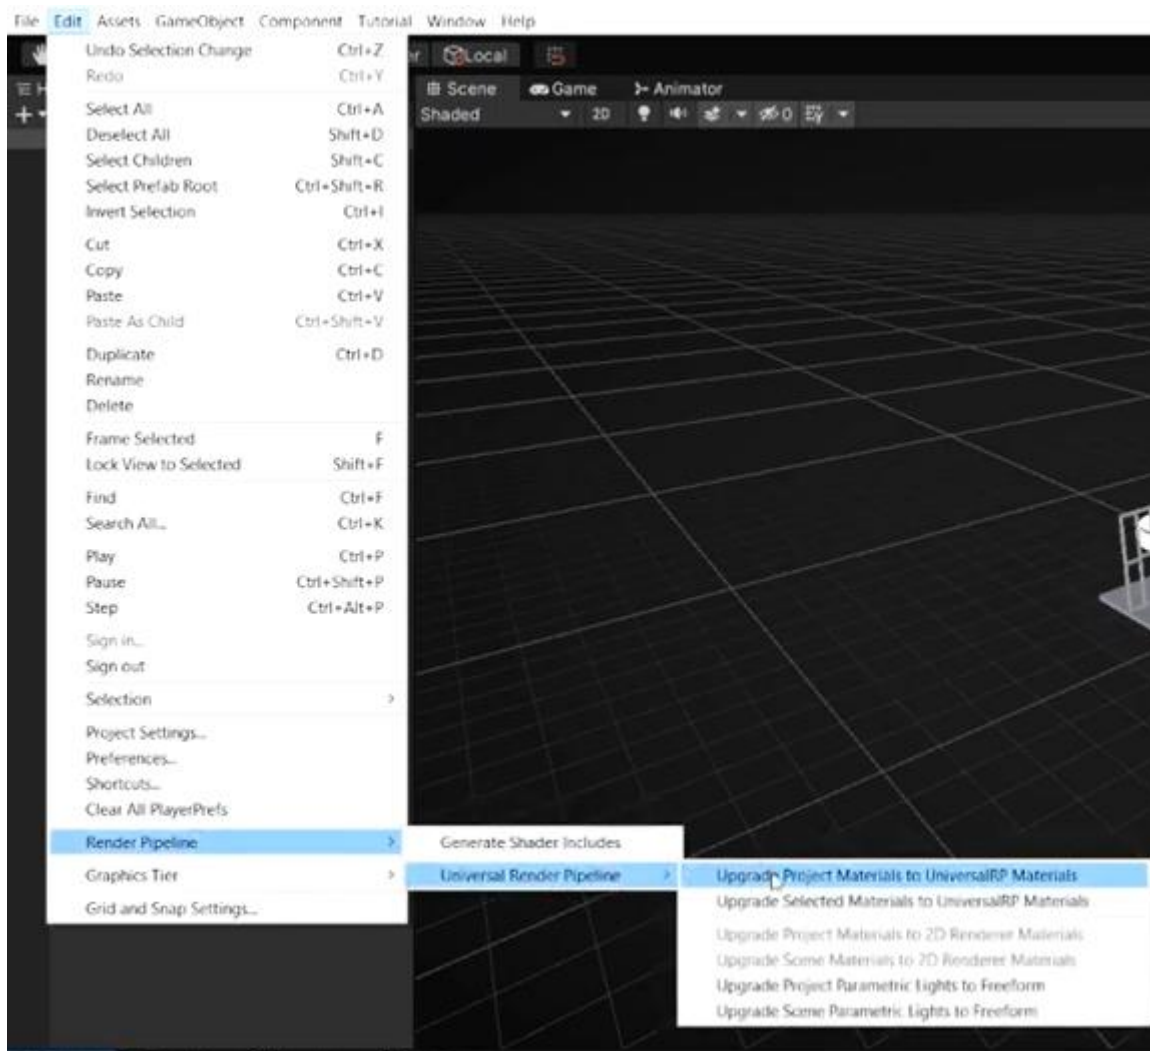 File Edit Assets GameObject Component Tutorial Window Help
Undo Selection Change Ctrl+Z
Local
Redo Ctrl+Y
Scene Game Animator
Select All Ctrl+A
Shaded 2D 0
Deselect All Shift+D
Select Children Shift+C
Select Prefab Root Ctrl+Shift+R
Invert Selection Ctrl+I
Cut Ctrl+X
Copy Ctrl+C
Paste Ctrl+V
Paste As Child Ctrl+Shift+V
Duplicate Ctrl+D
Rename
Delete
Frame Selected F
Lock View to Selected Shift+F
Find Ctrl+F
Search All... Ctrl+K
Play Ctrl+P
Pause Ctrl+Shift+P
Step Ctrl+Alt+P
Sign in...
Sign out
Selection >
Project Settings...
Preferences...
Shortcuts...
Clear All PlayerPrefs
Render Pipeline > Generate Shader Includes
Graphics Tier > Universal Render Pipeline > Upgrade Project Materials to UniversalRP Materials
Grid and Snap Settings... Upgrade Selected Materials to UniversalRP Materials
Upgrade Project Materials to 2D Renderer Materials
Upgrade Scene Materials to 2D Renderer Materials
Upgrade Project Parametric Lights to Freeform
Upgrade Scene Parametric Lights to Freeform